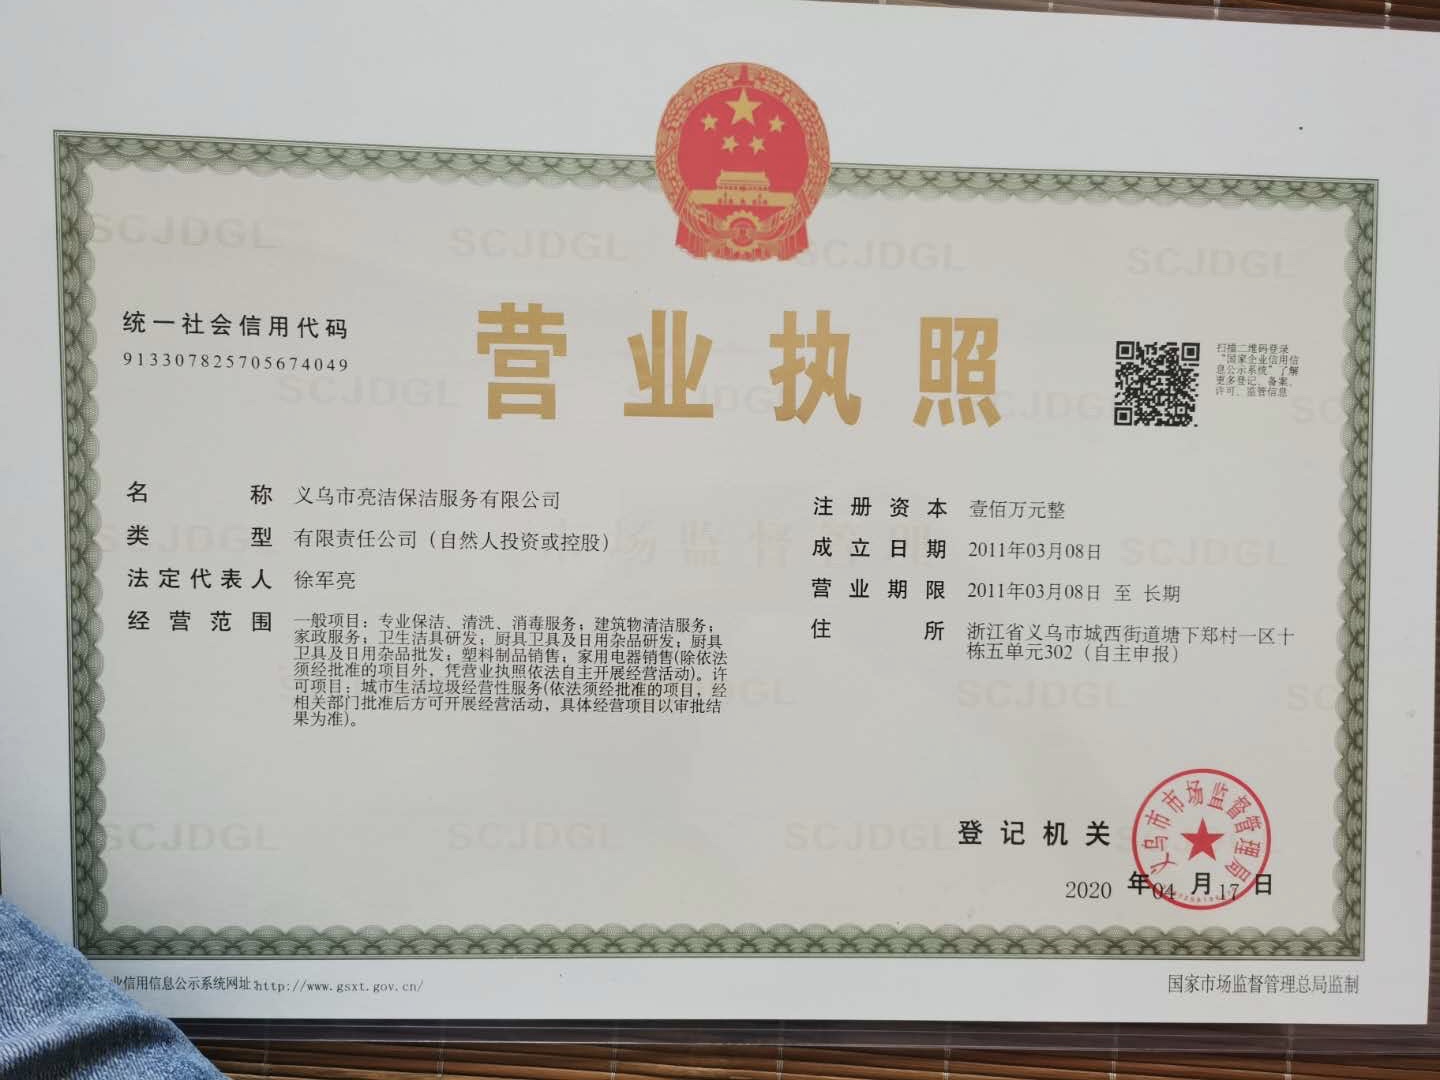 营业执照
统一社会信用代码
913307825705674049
扫描二维码登录
“国家企业信用信
息公示系统”了解
更多登记、备案、
许可、监管信息
名称 义乌市亮洁保洁服务有限公司
类型 有限责任公司（自然人投资或控股）
法定代表人 徐军亮
经营范围 一般项目：专业保洁、清洗、消毒服务；建筑物清洁服务；
家政服务；卫生洁具研发；厨具卫具及日用杂品研发；厨具
卫具及日用杂品批发；塑料制品销售；家用电器销售(除依法
须经批准的项目外，凭营业执照依法自主开展经营活动)。许
可项目：城市生活垃圾经营性服务(依法须经批准的项目，经
相关部门批准后方可开展经营活动，具体经营项目以审批结
果为准)。
注册资本 壹佰万元整
成立日期 2011年03月08日
营业期限 2011年03月08日 至 长期
住所 浙江省义乌市城西街道塘下郑村一区十
栋五单元302（自主申报）
登记机关
义乌市市场监督管理局
2020 年04 月17 日
业信用信息公示系统网址:http://www.gsxt.gov.cn/
国家市场监督管理总局监制